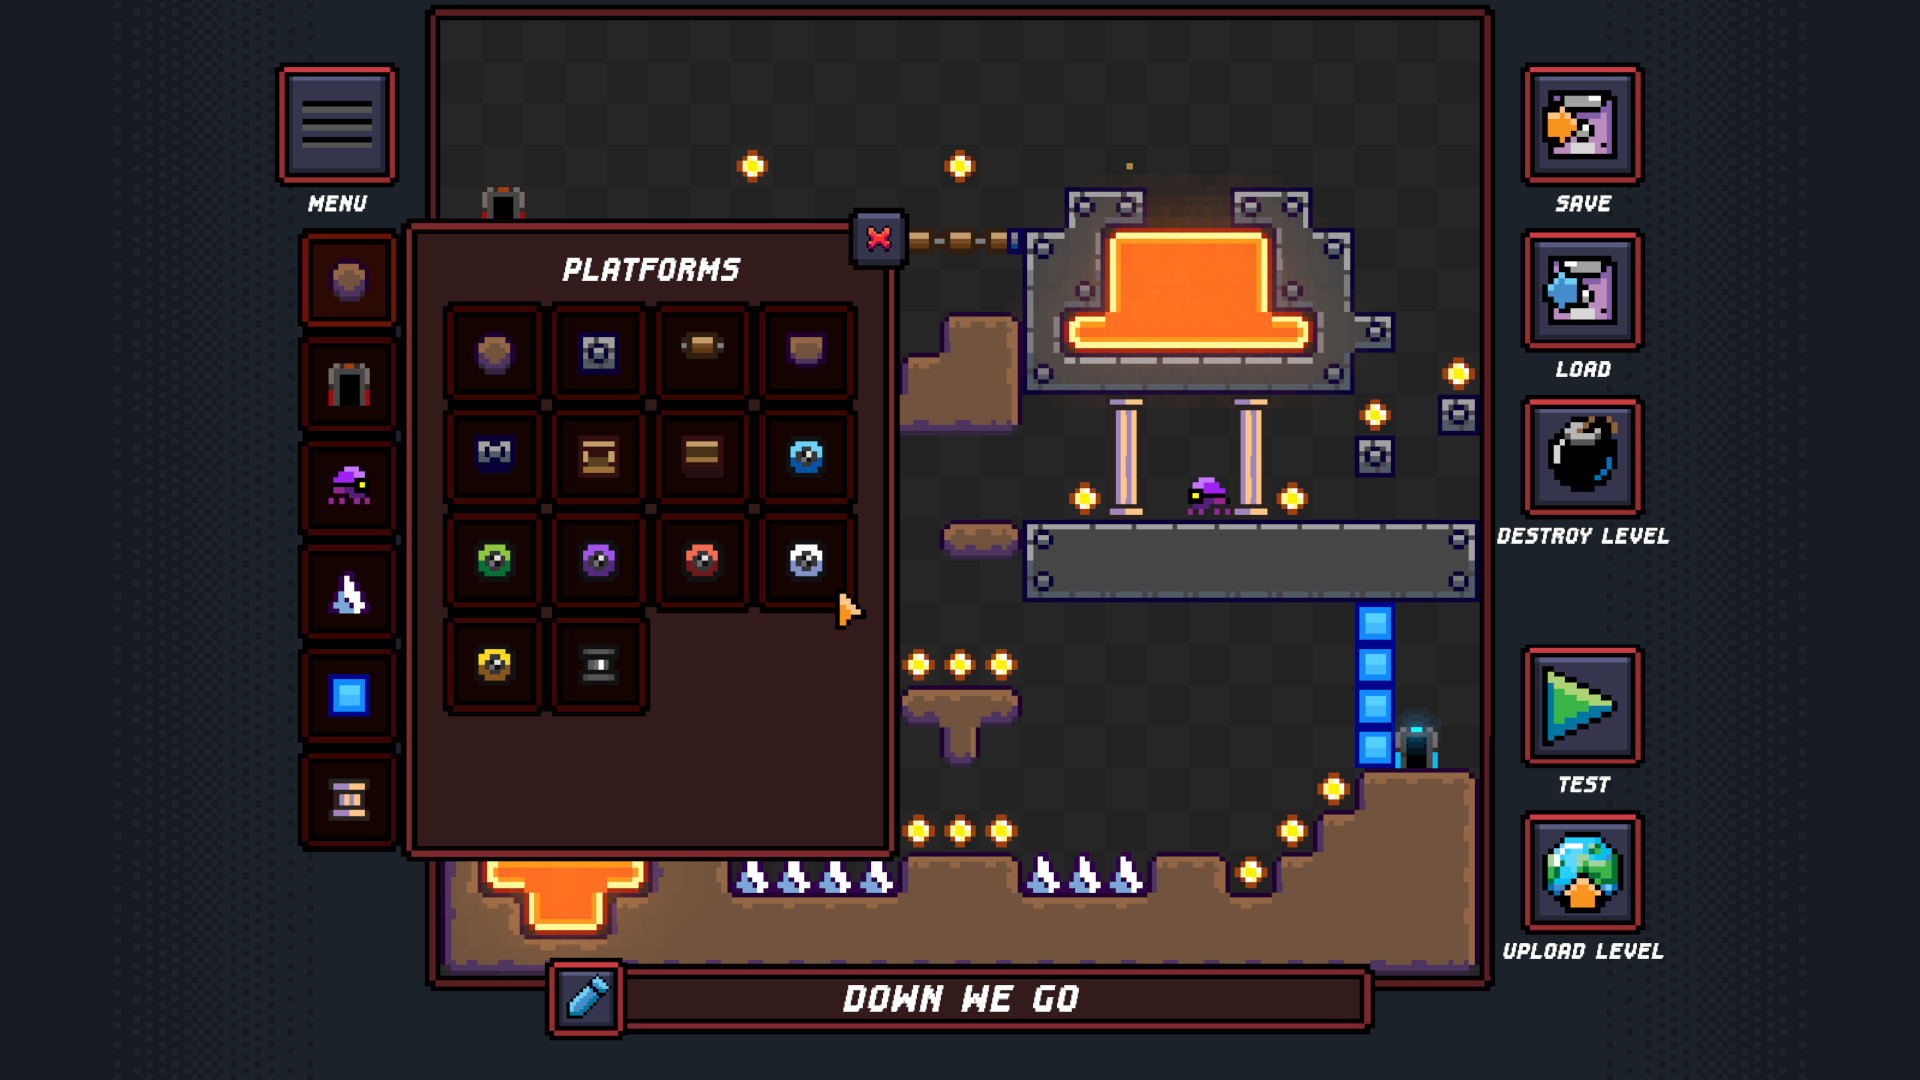 MENU
PLATFORMS
SAVE
LOAD
DESTROY LEVEL
TEST
UPLOAD LEVEL
DOWN WE GO